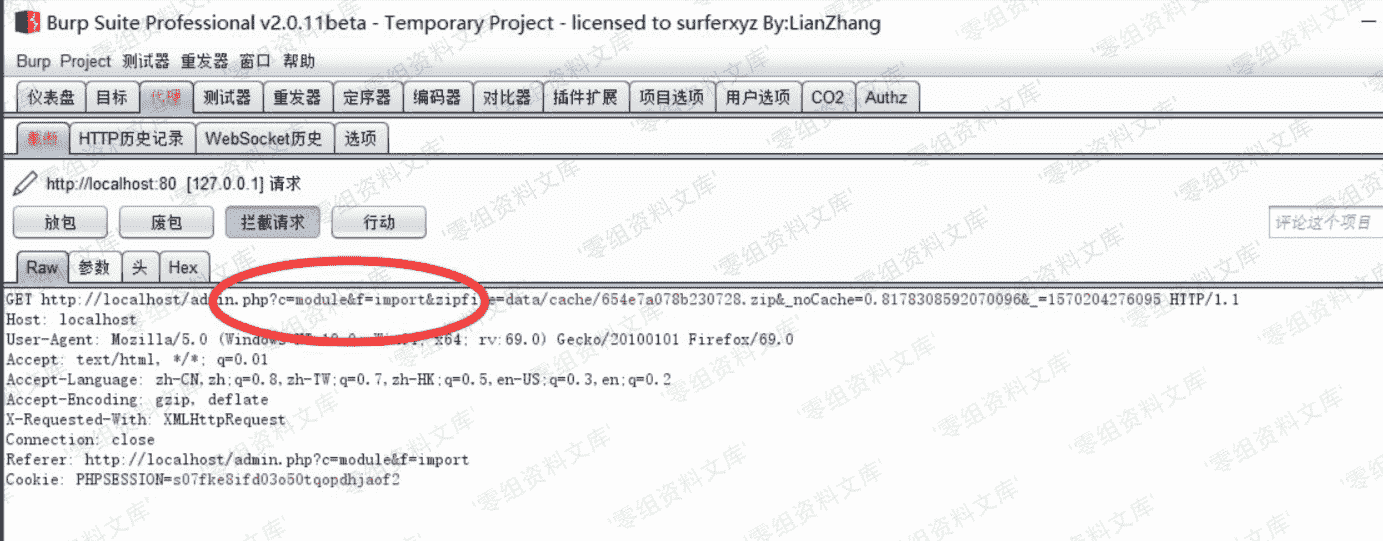 Burp Suite Professional v2.0.11beta - Temporary Project - licensed to surferxyz By:LianZhang
Burp Project 测试器 重发器 窗口 帮助
仪表盘 目标 代理 测试器 重发器 定序器 编码器 对比器 插件扩展 项目选项 用户选项 CO2 Authz
截断 HTTP历史记录 WebSocket历史 选项
http://localhost:80 [127.0.0.1] 请求
放包 废包 拦截请求 行动 评论这个项目
Raw 参数 头 Hex
GET http://localhost/admin.php?c=module&f=import&zipfile=data/cache/654e7a078b230728.zip&_noCache=0.8178308592070096&_=1570204276095 HTTP/1.1
Host: localhost
User-Agent: Mozilla/5.0 (Windows NT 10.0; Win64; x64; rv:69.0) Gecko/20100101 Firefox/69.0
Accept: text/html, */*; q=0.01
Accept-Language: zh-CN,zh;q=0.8,zh-TW;q=0.7,zh-HK;q=0.5,en-US;q=0.3,en;q=0.2
Accept-Encoding: gzip, deflate
X-Requested-With: XMLHttpRequest
Connection: close
Referer: http://localhost/admin.php?c=module&f=import
Cookie: PHPSESSION=s07fke8ifd03o50tqopdhjaof2
'零组资料文库'